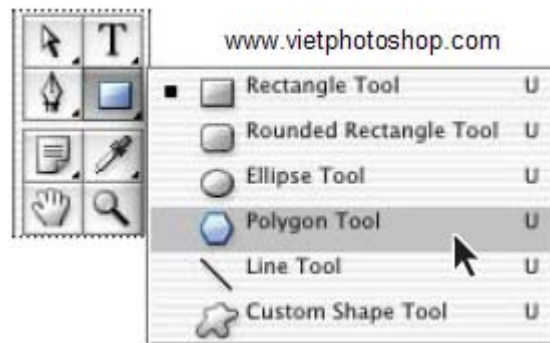 T
www.vietphotoshop.com
Rectangle Tool U
Rounded Rectangle Tool U
Ellipse Tool U
Polygon Tool U
Line Tool U
Custom Shape Tool U